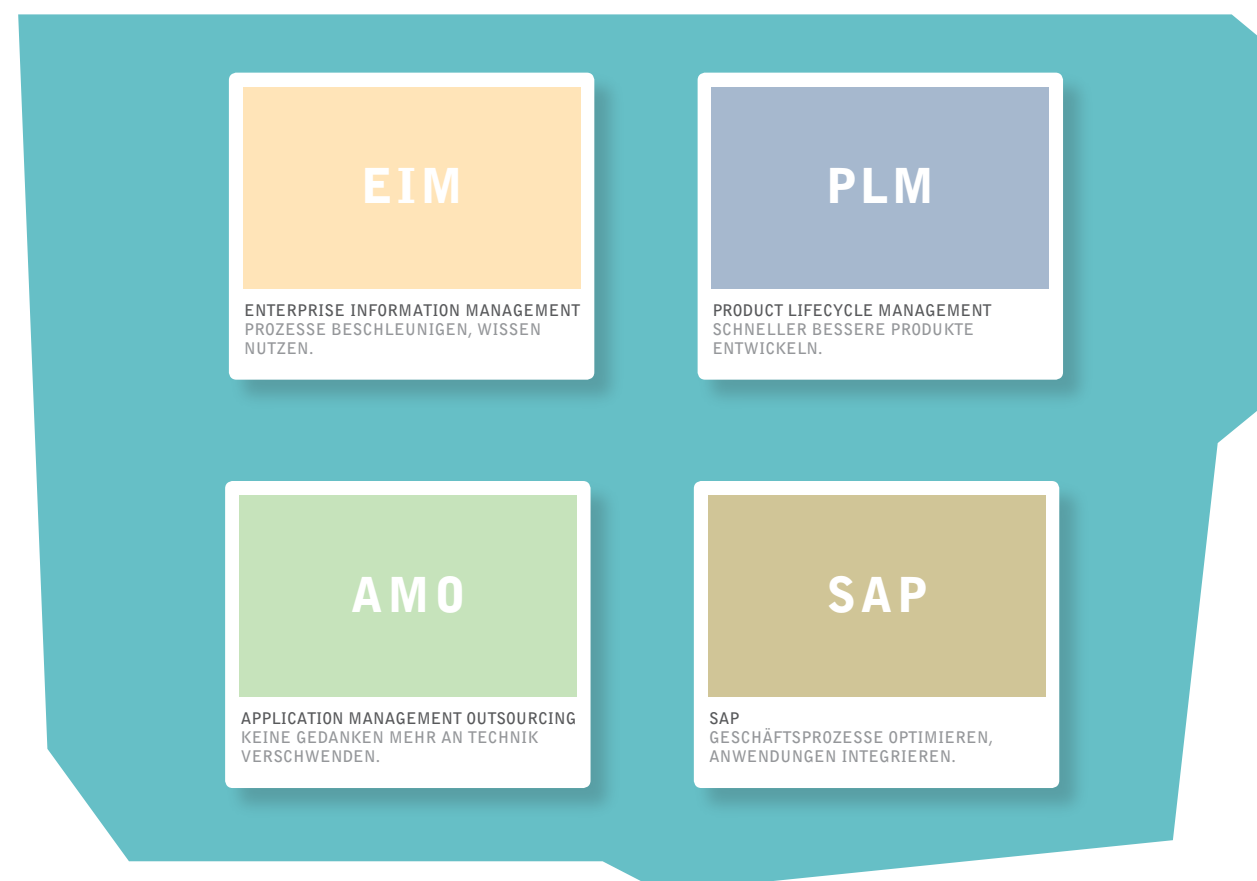 EIM
ENTERPRISE INFORMATION MANAGEMENT
PROZESSE BESCHLEUNIGEN, WISSEN
NUTZEN.
PLM
PRODUCT LIFECYCLE MANAGEMENT
SCHNELLER BESSERE PRODUKTE
ENTWICKELN.
AMO
APPLICATION MANAGEMENT OUTSOURCING
KEINE GEDANKEN MEHR AN TECHNIK
VERSCHWENDEN.
SAP
SAP
GESCHÄFTSPROZESSE OPTIMIEREN,
ANWENDUNGEN INTEGRIEREN.